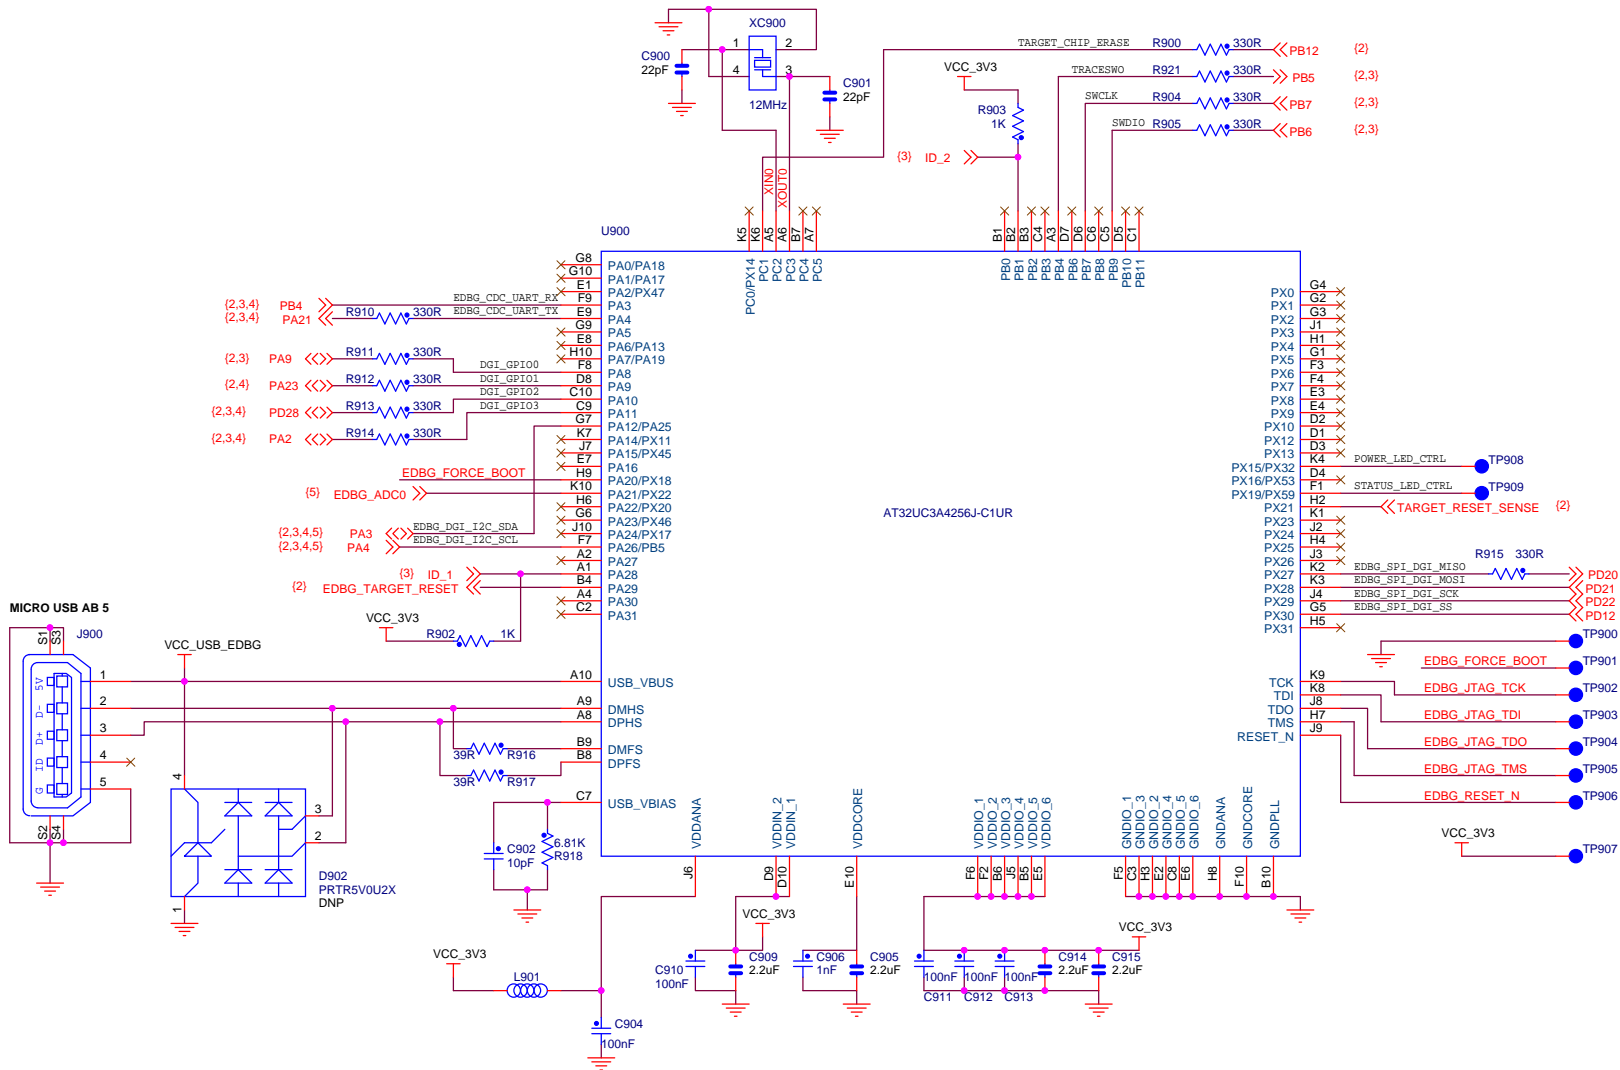 XC900
1 2
4 3
12MHz
C900
22pF
C901
22pF
TARGET_CHIP_ERASE R900 330R PB12 {2}
TRACESWO R921 330R PB5 {2,3}
SWCLK R904 330R PB7 {2,3}
SWDIO R905 330R PB6 {2,3}
VCC_3V3
R903
1K
{3} ID_2
XIN0
XOUT0
U900
K5 K6 A5 A6 B7 A7
PC0/PX14 PC1 PC2 PC3 PC4 PC5
B1 B2 B3 C4 A3 D7 D6 C6 C5 D5 C1
PB0 PB1 PB2 PB3 PB4 PB6 PB7 PB8 PB9 PB10 PB11
AT32UC3A4256J-C1UR
G8 PA0/PA18
G10 PA1/PA17
E1 PA2/PX47
{2,3,4} PB4 EDBG_CDC_UART_RX F9 PA3
{2,3,4} PA21 R910 330R EDBG_CDC_UART_TX E9 PA4
G9 PA5
E8 PA6/PA13
H10 PA7/PA19
{2,3} PA9 R911 330R DGI_GPIO0 F8 PA8
{2,4} PA23 R912 330R DGI_GPIO1 D8 PA9
{2,3,4} PD28 R913 330R DGI_GPIO2 C10 PA10
{2,3,4} PA2 R914 330R DGI_GPIO3 C9 PA11
G7 PA12/PA25
K7 PA14/PX11
J7 PA15/PX45
E7 PA16
EDBG_FORCE_BOOT H9 PA20/PX18
{5} EDBG_ADC0 K10 PA21/PX22
H6 PA22/PX20
G6 PA23/PX46
{2,3,4,5} PA3 EDBG_DGI_I2C_SDA J10 PA24/PX17
{2,3,4,5} PA4 EDBG_DGI_I2C_SCL F7 PA26/PB5
A2 PA27
{3} ID_1 A1 PA28
{2} EDBG_TARGET_RESET B4 PA29
A4 PA30
C2 PA31
VCC_3V3
R902 1K
G4 PX0
G2 PX1
G3 PX2
J1 PX3
H1 PX4
G1 PX5
F3 PX6
F4 PX7
E3 PX8
E4 PX9
D2 PX10
D1 PX12
D3 PX13
PX15/PX32 K4 POWER_LED_CTRL TP908
PX16/PX53 D4
PX19/PX59 F1 STATUS_LED_CTRL TP909
PX21 H2 TARGET_RESET_SENSE {2}
PX23 K1
PX24 J2
PX25 H4
PX26 J3
PX27 K2 EDBG_SPI_DGI_MISO R915 330R PD20
PX28 K3 EDBG_SPI_DGI_MOSI PD21
PX29 J4 EDBG_SPI_DGI_SCK PD22
PX30 G5 EDBG_SPI_DGI_SS PD12
PX31 H5
TP900
EDBG_FORCE_BOOT TP901
TCK K9 EDBG_JTAG_TCK TP902
TDI K8 EDBG_JTAG_TDI TP903
TDO J8 EDBG_JTAG_TDO TP904
TMS H7 EDBG_JTAG_TMS TP905
RESET_N J9 EDBG_RESET_N TP906
VCC_3V3 TP907
MICRO USB AB 5
J900
S1 S3
5V 1
D- 2
D+ 3
ID 4
G 5
S2 S4
VCC_USB_EDBG
A10 USB_VBUS
A9 DMHS
A8 DPHS
39R R916 B9 DMFS
39R R917 B8 DPFS
C7 USB_VBIAS
4
3
2
1
D902
PRTR5V0U2X
DNP
C902
10pF
6.81K
R918
VDDANA VDDIN_2 VDDIN_1 VDDCORE VDDIO_1 VDDIO_2 VDDIO_3 VDDIO_4 VDDIO_5 VDDIO_6 GNDIO_1 GNDIO_2 GNDIO_3 GNDIO_4 GNDIO_5 GNDIO_6 GNDANA GNDCORE GNDPLL
J6 D9 D10 E10 F6 F2 B6 J5 B5 E5 F5 C3 H3 E2 C8 E6 H8 F10 B10
VCC_3V3
L901
C904
100nF
VCC_3V3
C910
100nF
C909
2.2uF
C906
1nF
C905
2.2uF
VCC_3V3
100nF 100nF 100nF
C911 C912 C913
C914
2.2uF
C915
2.2uF